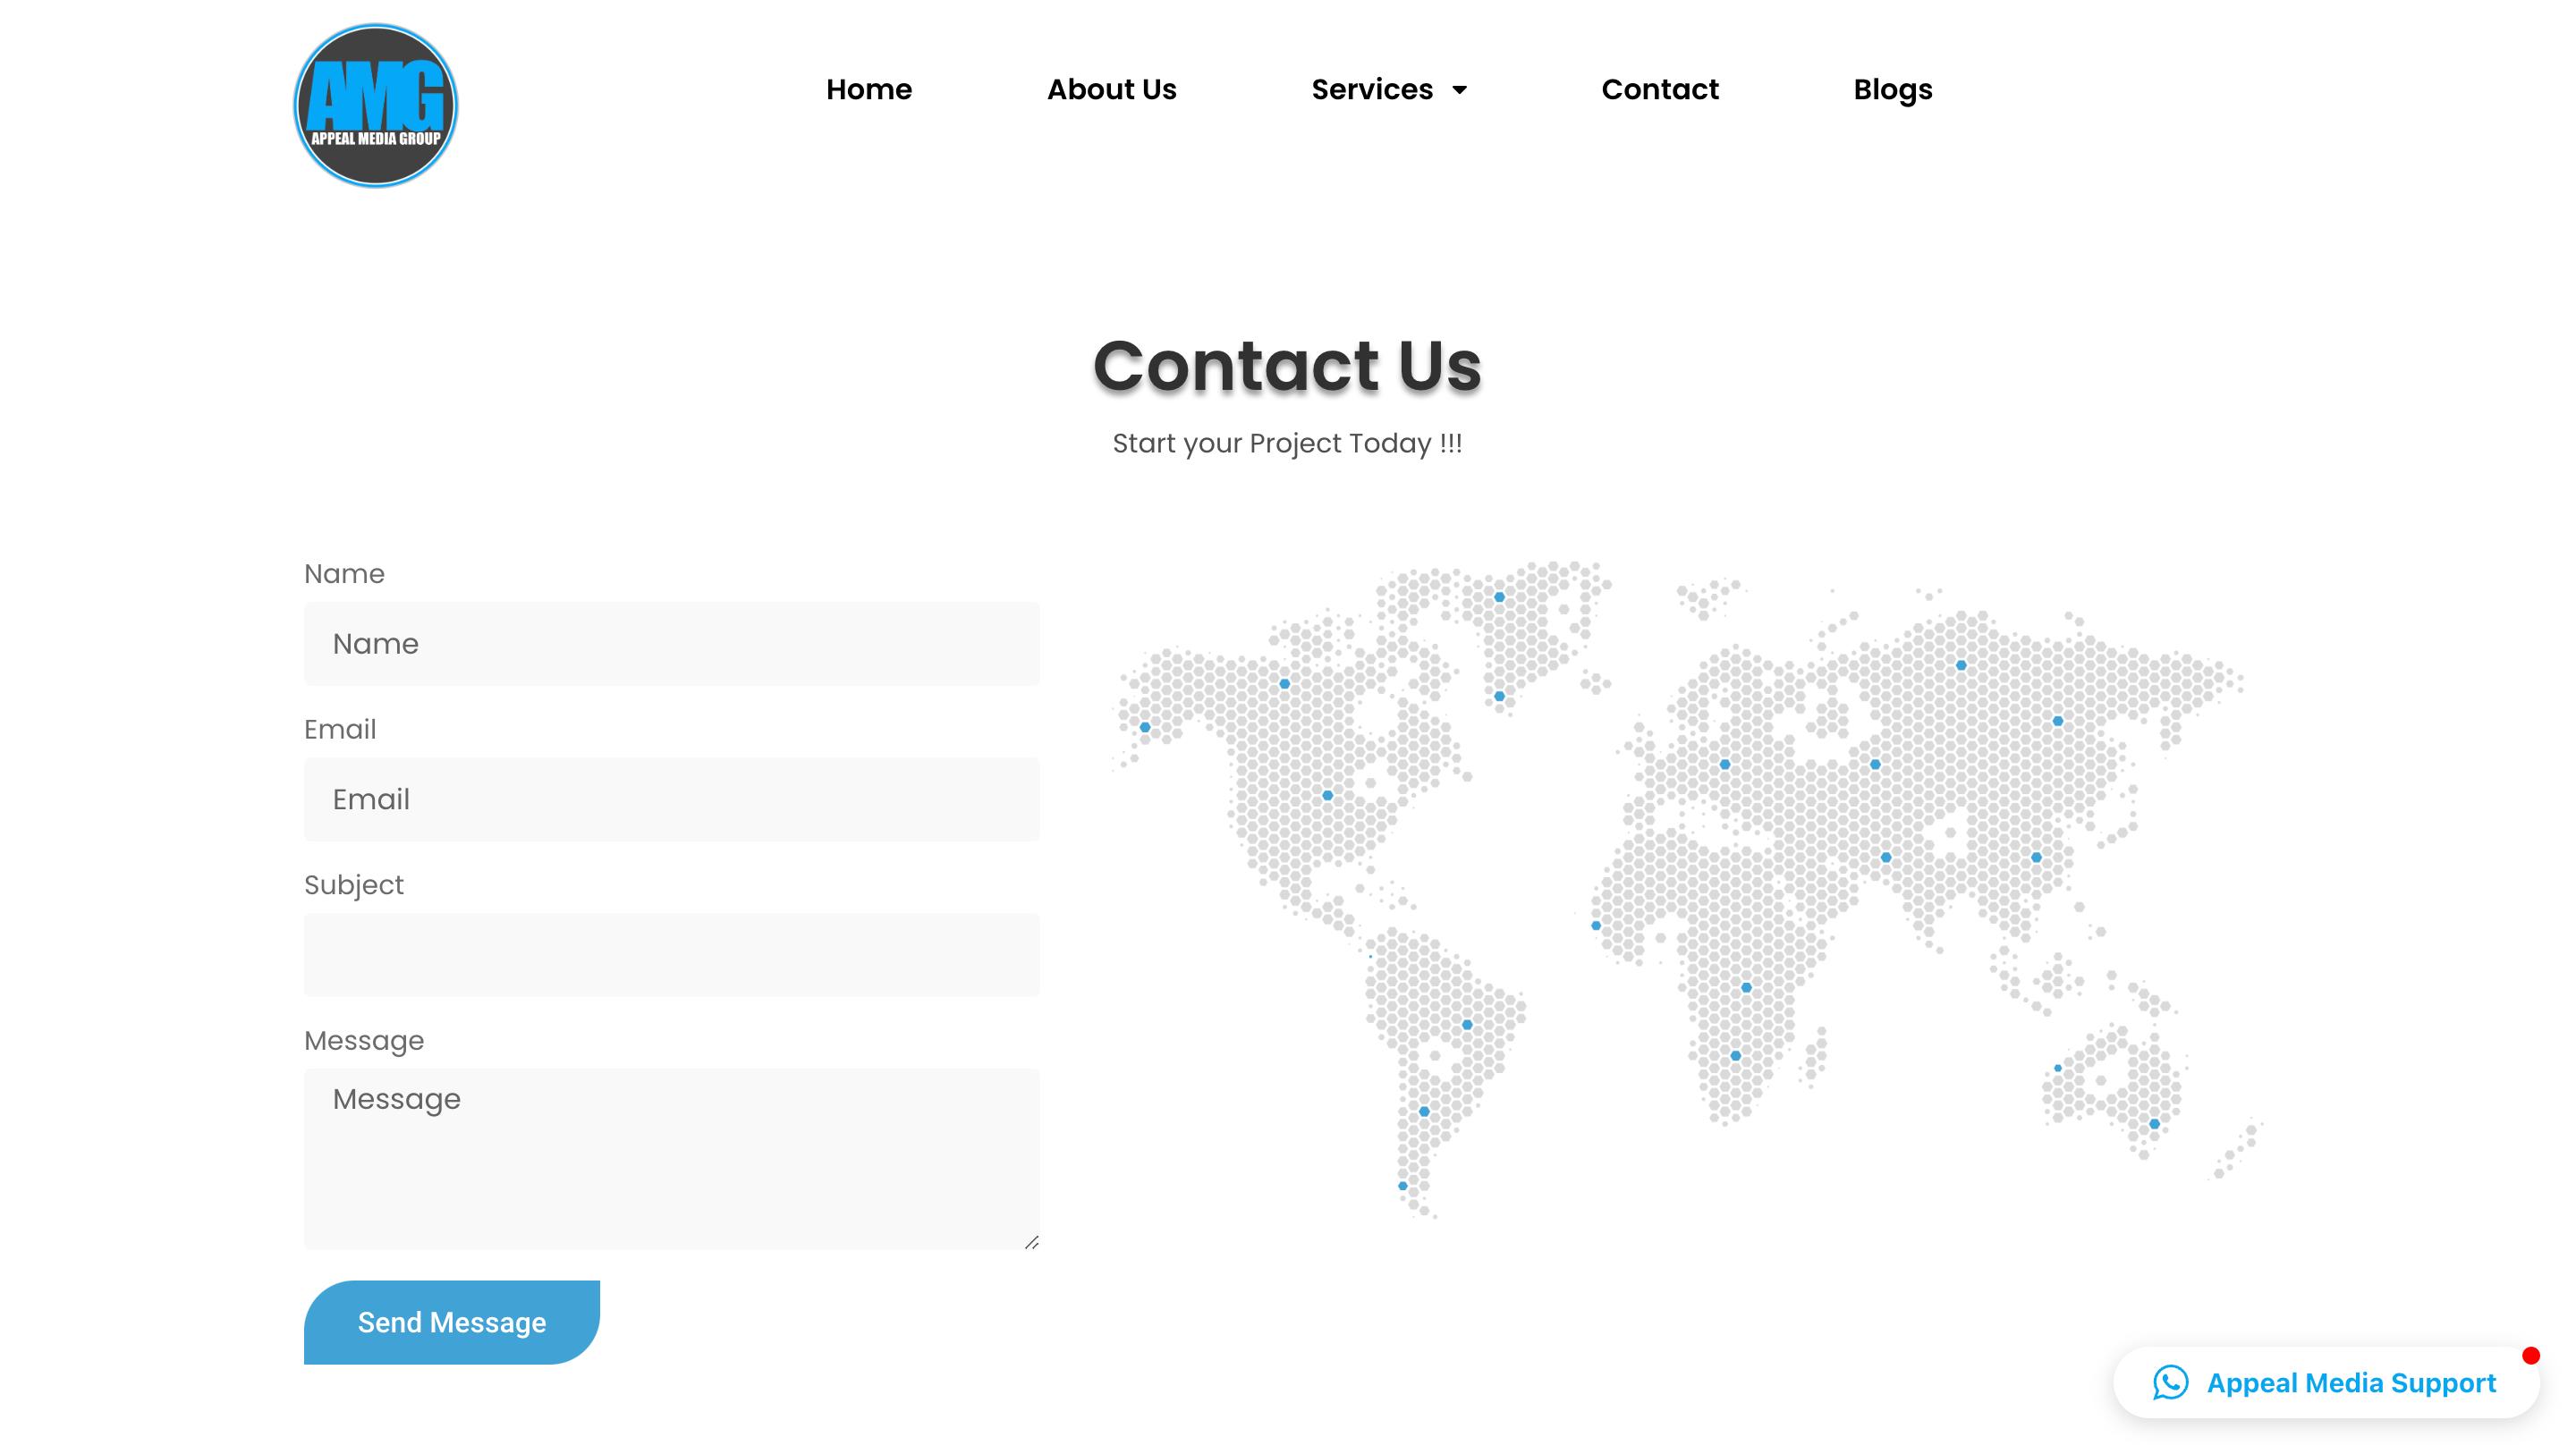 AMG
APPEAL MEDIA GROUP
Home
About Us
Services
Contact
Blogs
Contact Us
Start your Project Today !!!
Name
Name
Email
Email
Subject
Message
Message
Send Message
Appeal Media Support